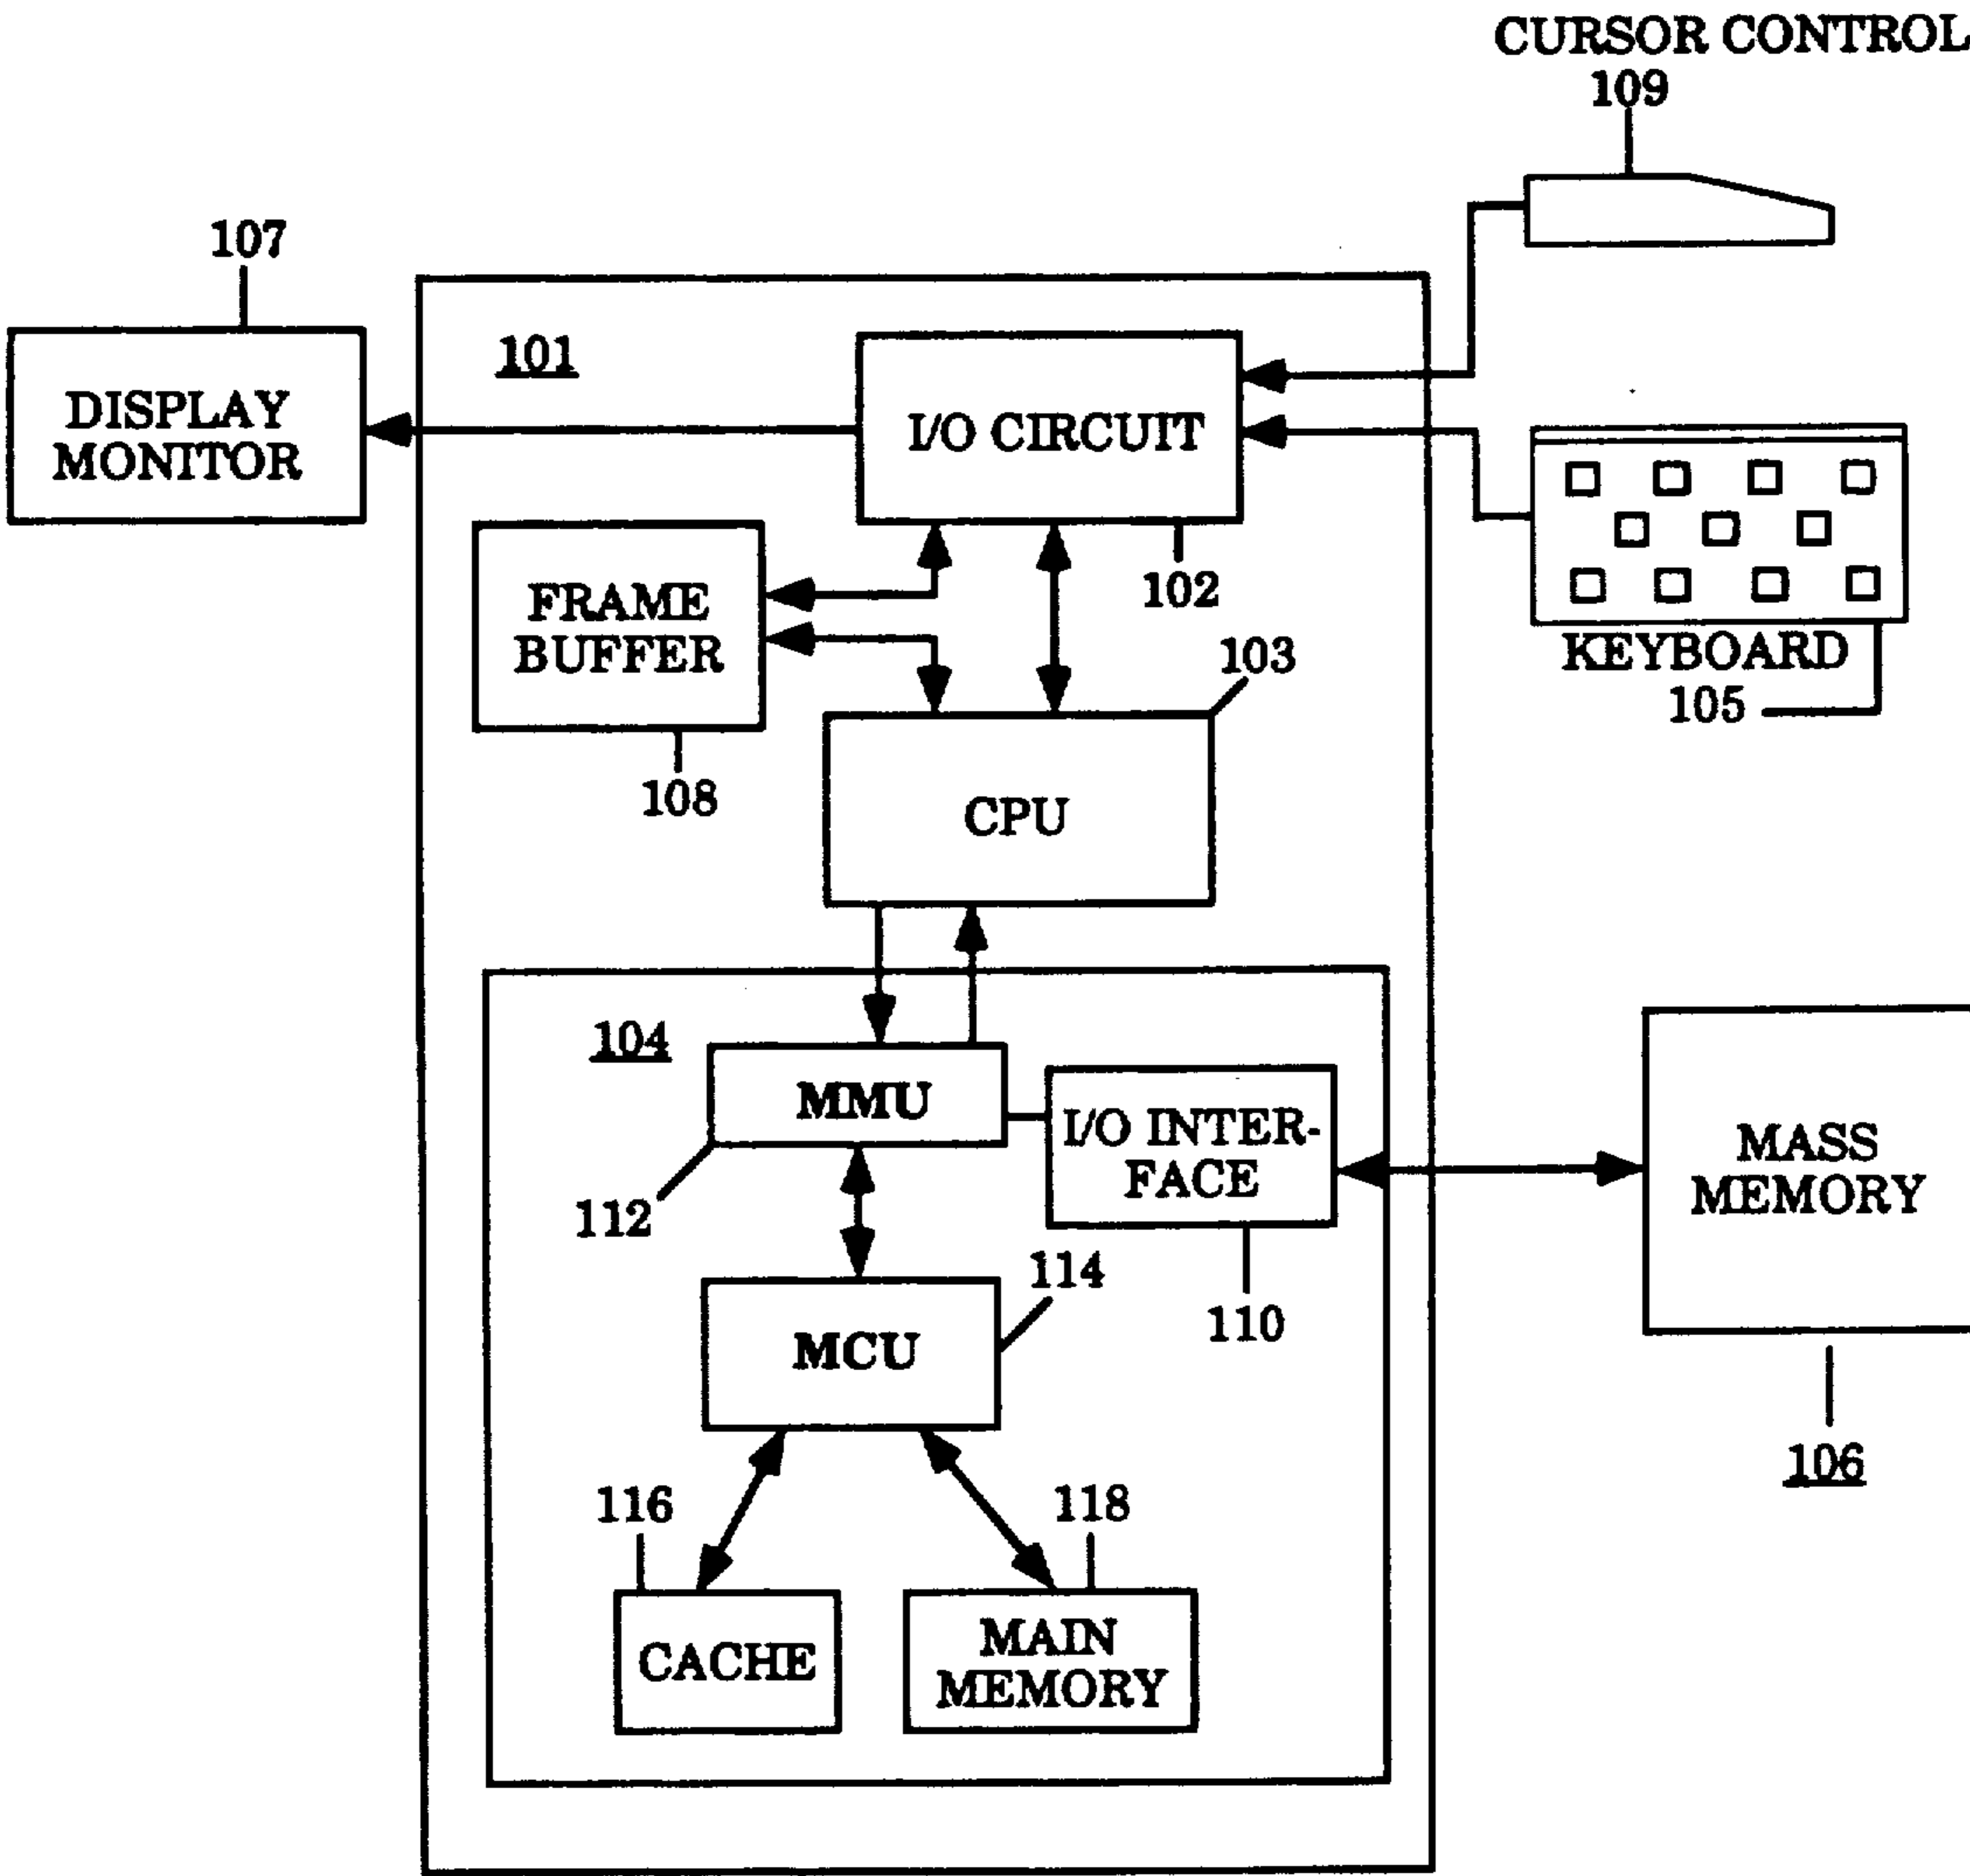 CURSOR CONTROL
109
107
101
DISPLAY
MONITOR
I/O CIRCUIT
102
FRAME
BUFFER
108
103
KEYBOARD
105
CPU
104
MMU
112
I/O INTER-
FACE
110
MASS
MEMORY
106
114
MCU
116
118
CACHE
MAIN
MEMORY